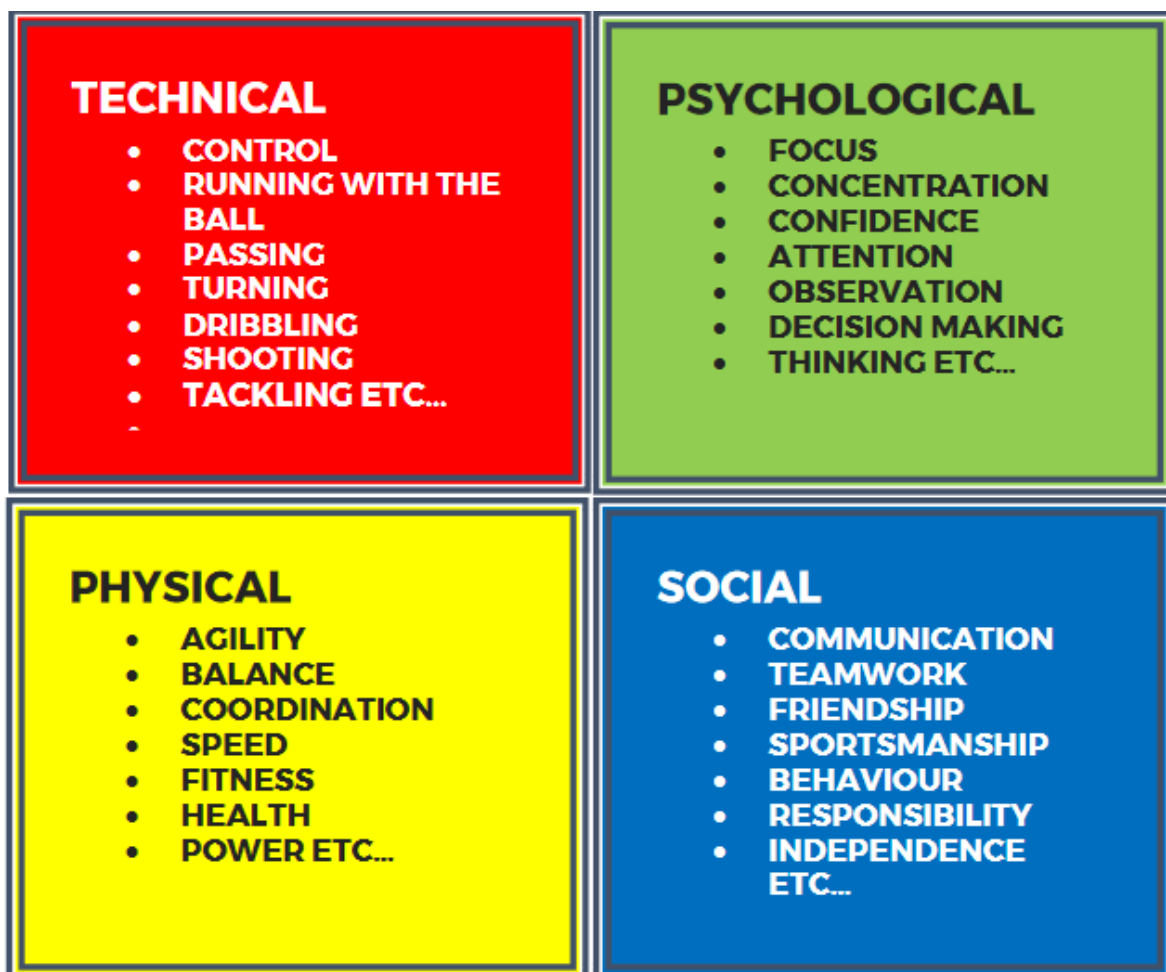 TECHNICAL
• CONTROL
• RUNNING WITH THE
BALL
• PASSING
• TURNING
• DRIBBLING
• SHOOTING
• TACKLING ETC...
PSYCHOLOGICAL
• FOCUS
• CONCENTRATION
• CONFIDENCE
• ATTENTION
• OBSERVATION
• DECISION MAKING
• THINKING ETC...
PHYSICAL
• AGILITY
• BALANCE
• COORDINATION
• SPEED
• FITNESS
• HEALTH
• POWER ETC...
SOCIAL
• COMMUNICATION
• TEAMWORK
• FRIENDSHIP
• SPORTSMANSHIP
• BEHAVIOUR
• RESPONSIBILITY
• INDEPENDENCE
ETC...